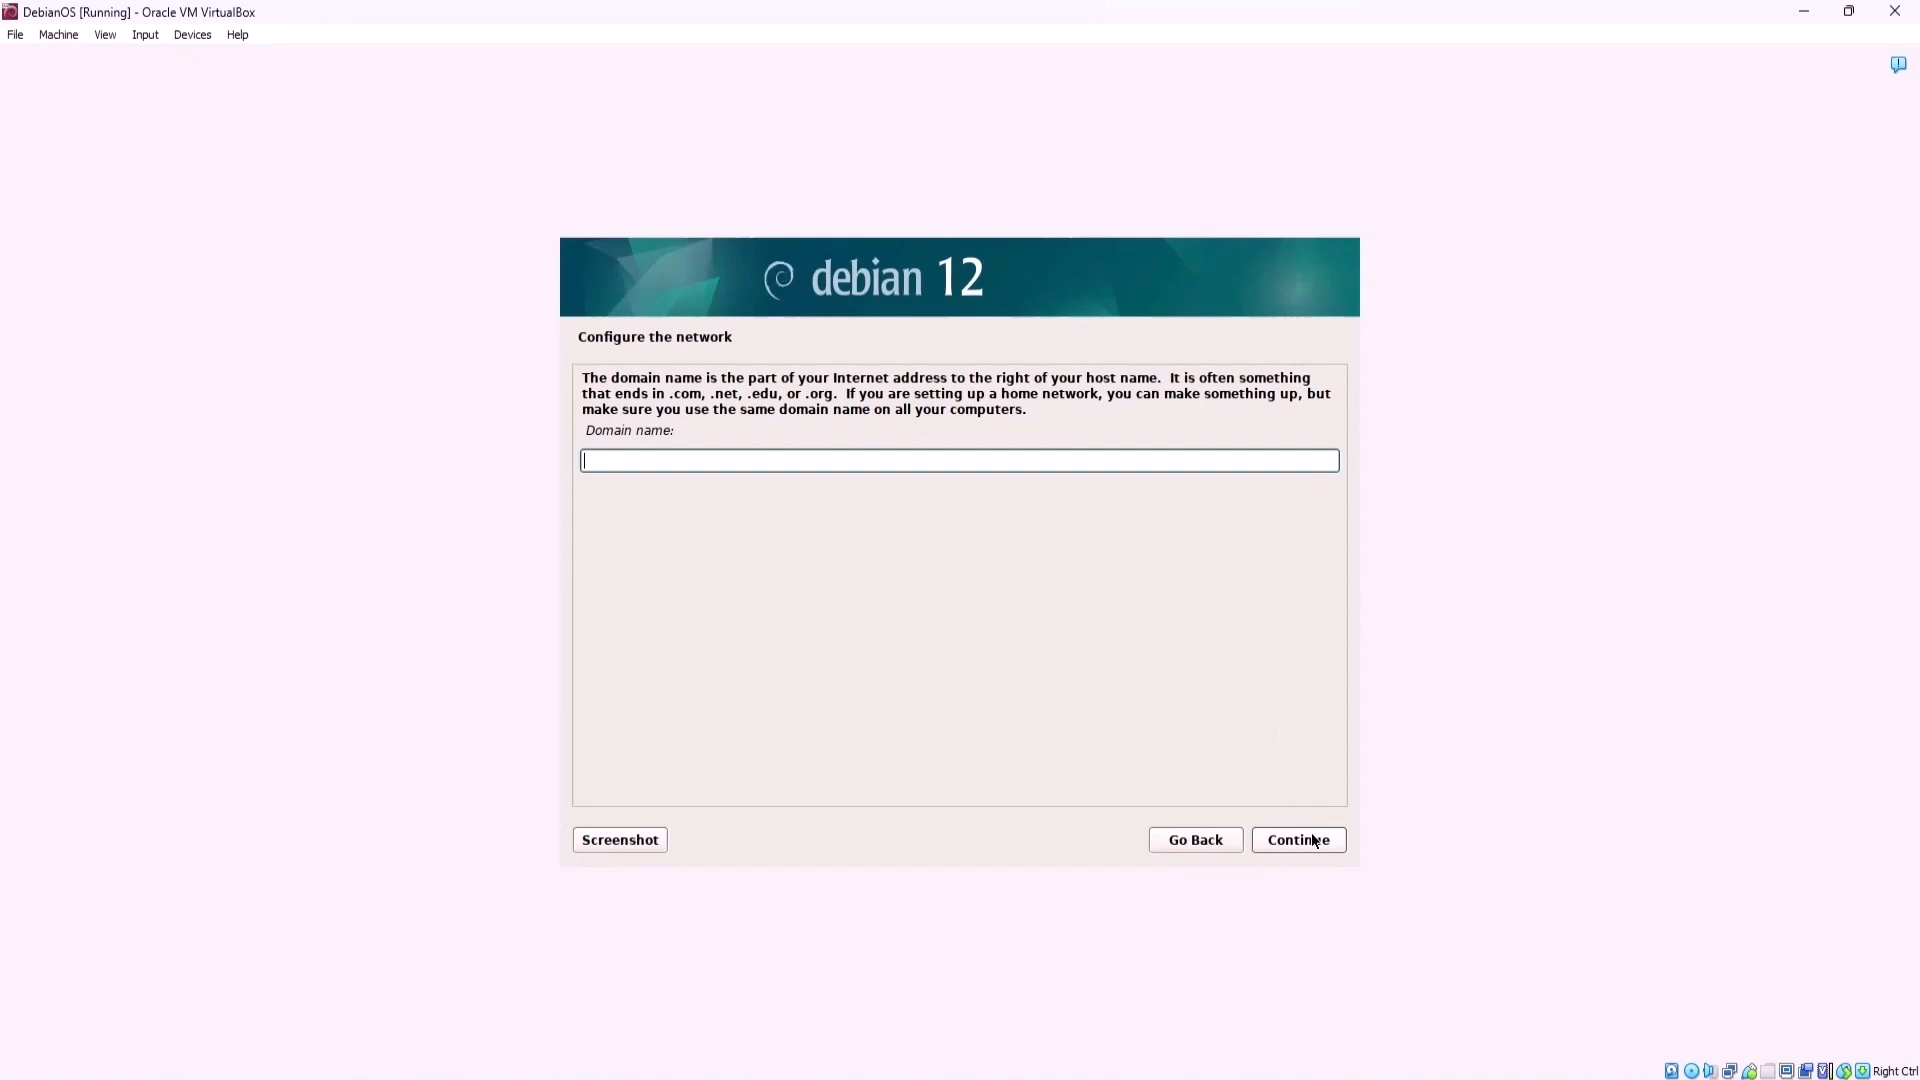 DebianOS [Running] - Oracle VM VirtualBox
File Machine View Input Devices Help
debian 12
Configure the network
The domain name is the part of your Internet address to the right of your host name. It is often something
that ends in .com, .net, .edu, or .org. If you are setting up a home network, you can make something up, but
make sure you use the same domain name on all your computers.
Domain name:
Screenshot Go Back Continue
Right Ctrl